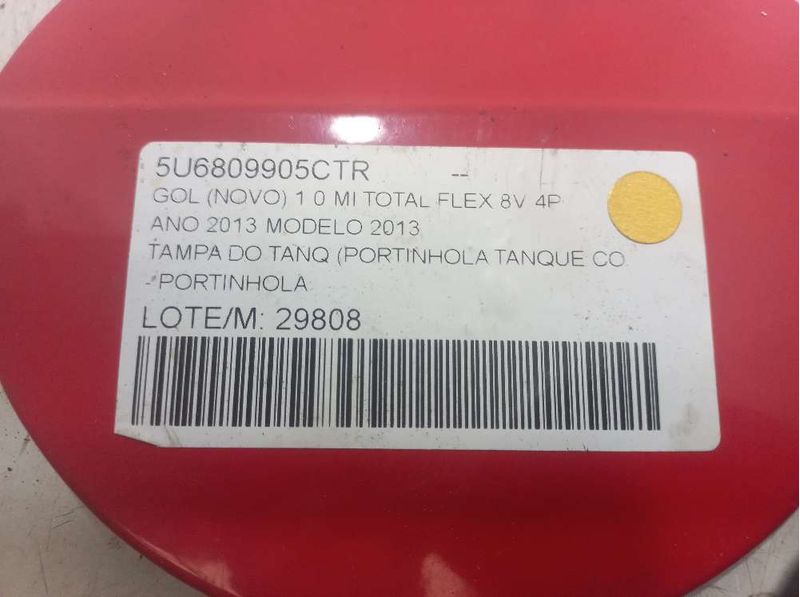 5U6809905CTR --
GOL (NOVO) 1 0 MI TOTAL FLEX 8V 4P
ANO 2013 MODELO 2013
TAMPA DO TANQ (PORTINHOLA TANQUE CO
- PORTINHOLA
LOTE/M: 29808